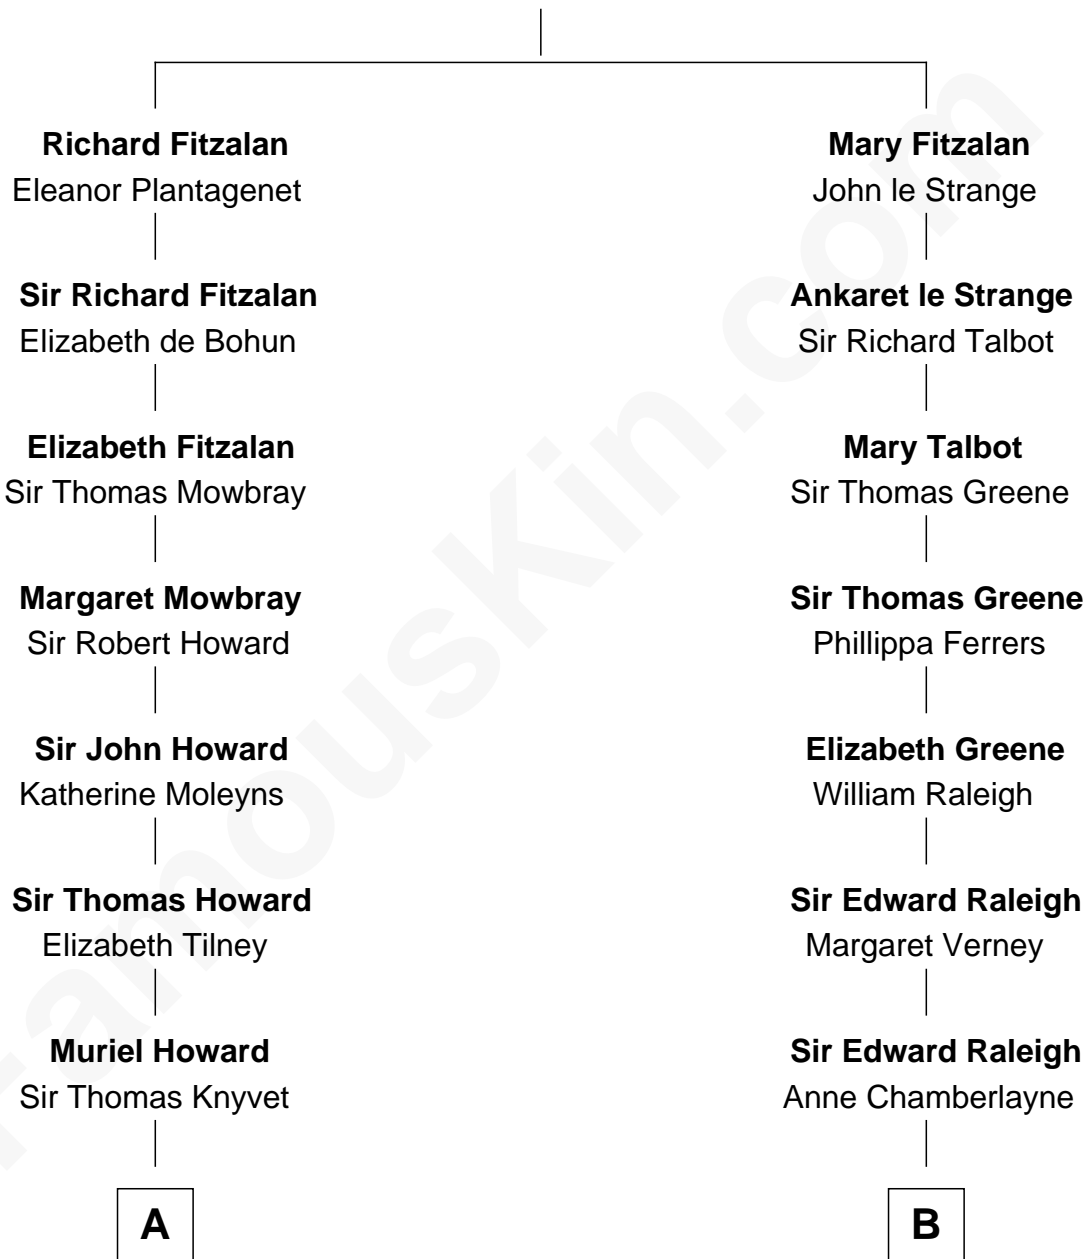 Richard Fitzalan
Eleanor Plantagenet
Sir Richard Fitzalan
Elizabeth de Bohun
Elizabeth Fitzalan
Sir Thomas Mowbray
Margaret Mowbray
Sir Robert Howard
Sir John Howard
Katherine Moleyns
Sir Thomas Howard
Elizabeth Tilney
Muriel Howard
Sir Thomas Knyvet
A
Mary Fitzalan
John le Strange
Ankaret le Strange
Sir Richard Talbot
Mary Talbot
Sir Thomas Greene
Sir Thomas Greene
Phillippa Ferrers
Elizabeth Greene
William Raleigh
Sir Edward Raleigh
Margaret Verney
Sir Edward Raleigh
Anne Chamberlayne
B
FamousKin.com